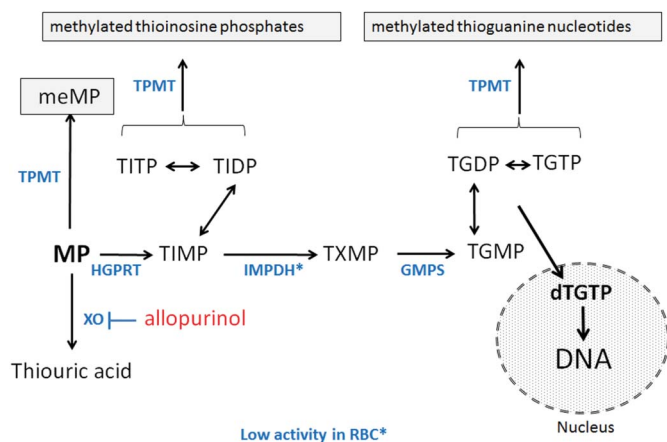 methylated thioinosine phosphates
methylated thioguanine nucleotides
TPMT
TPMT
meMP
TITP
TIDP
TGDP
TGTP
TPMT
MP
HGPRT
TIMP
IMPDH*
TXMP
GMPS
TGMP
dTGTP
XO
allopurinol
DNA
Thiouric acid
Nucleus
Low activity in RBC*